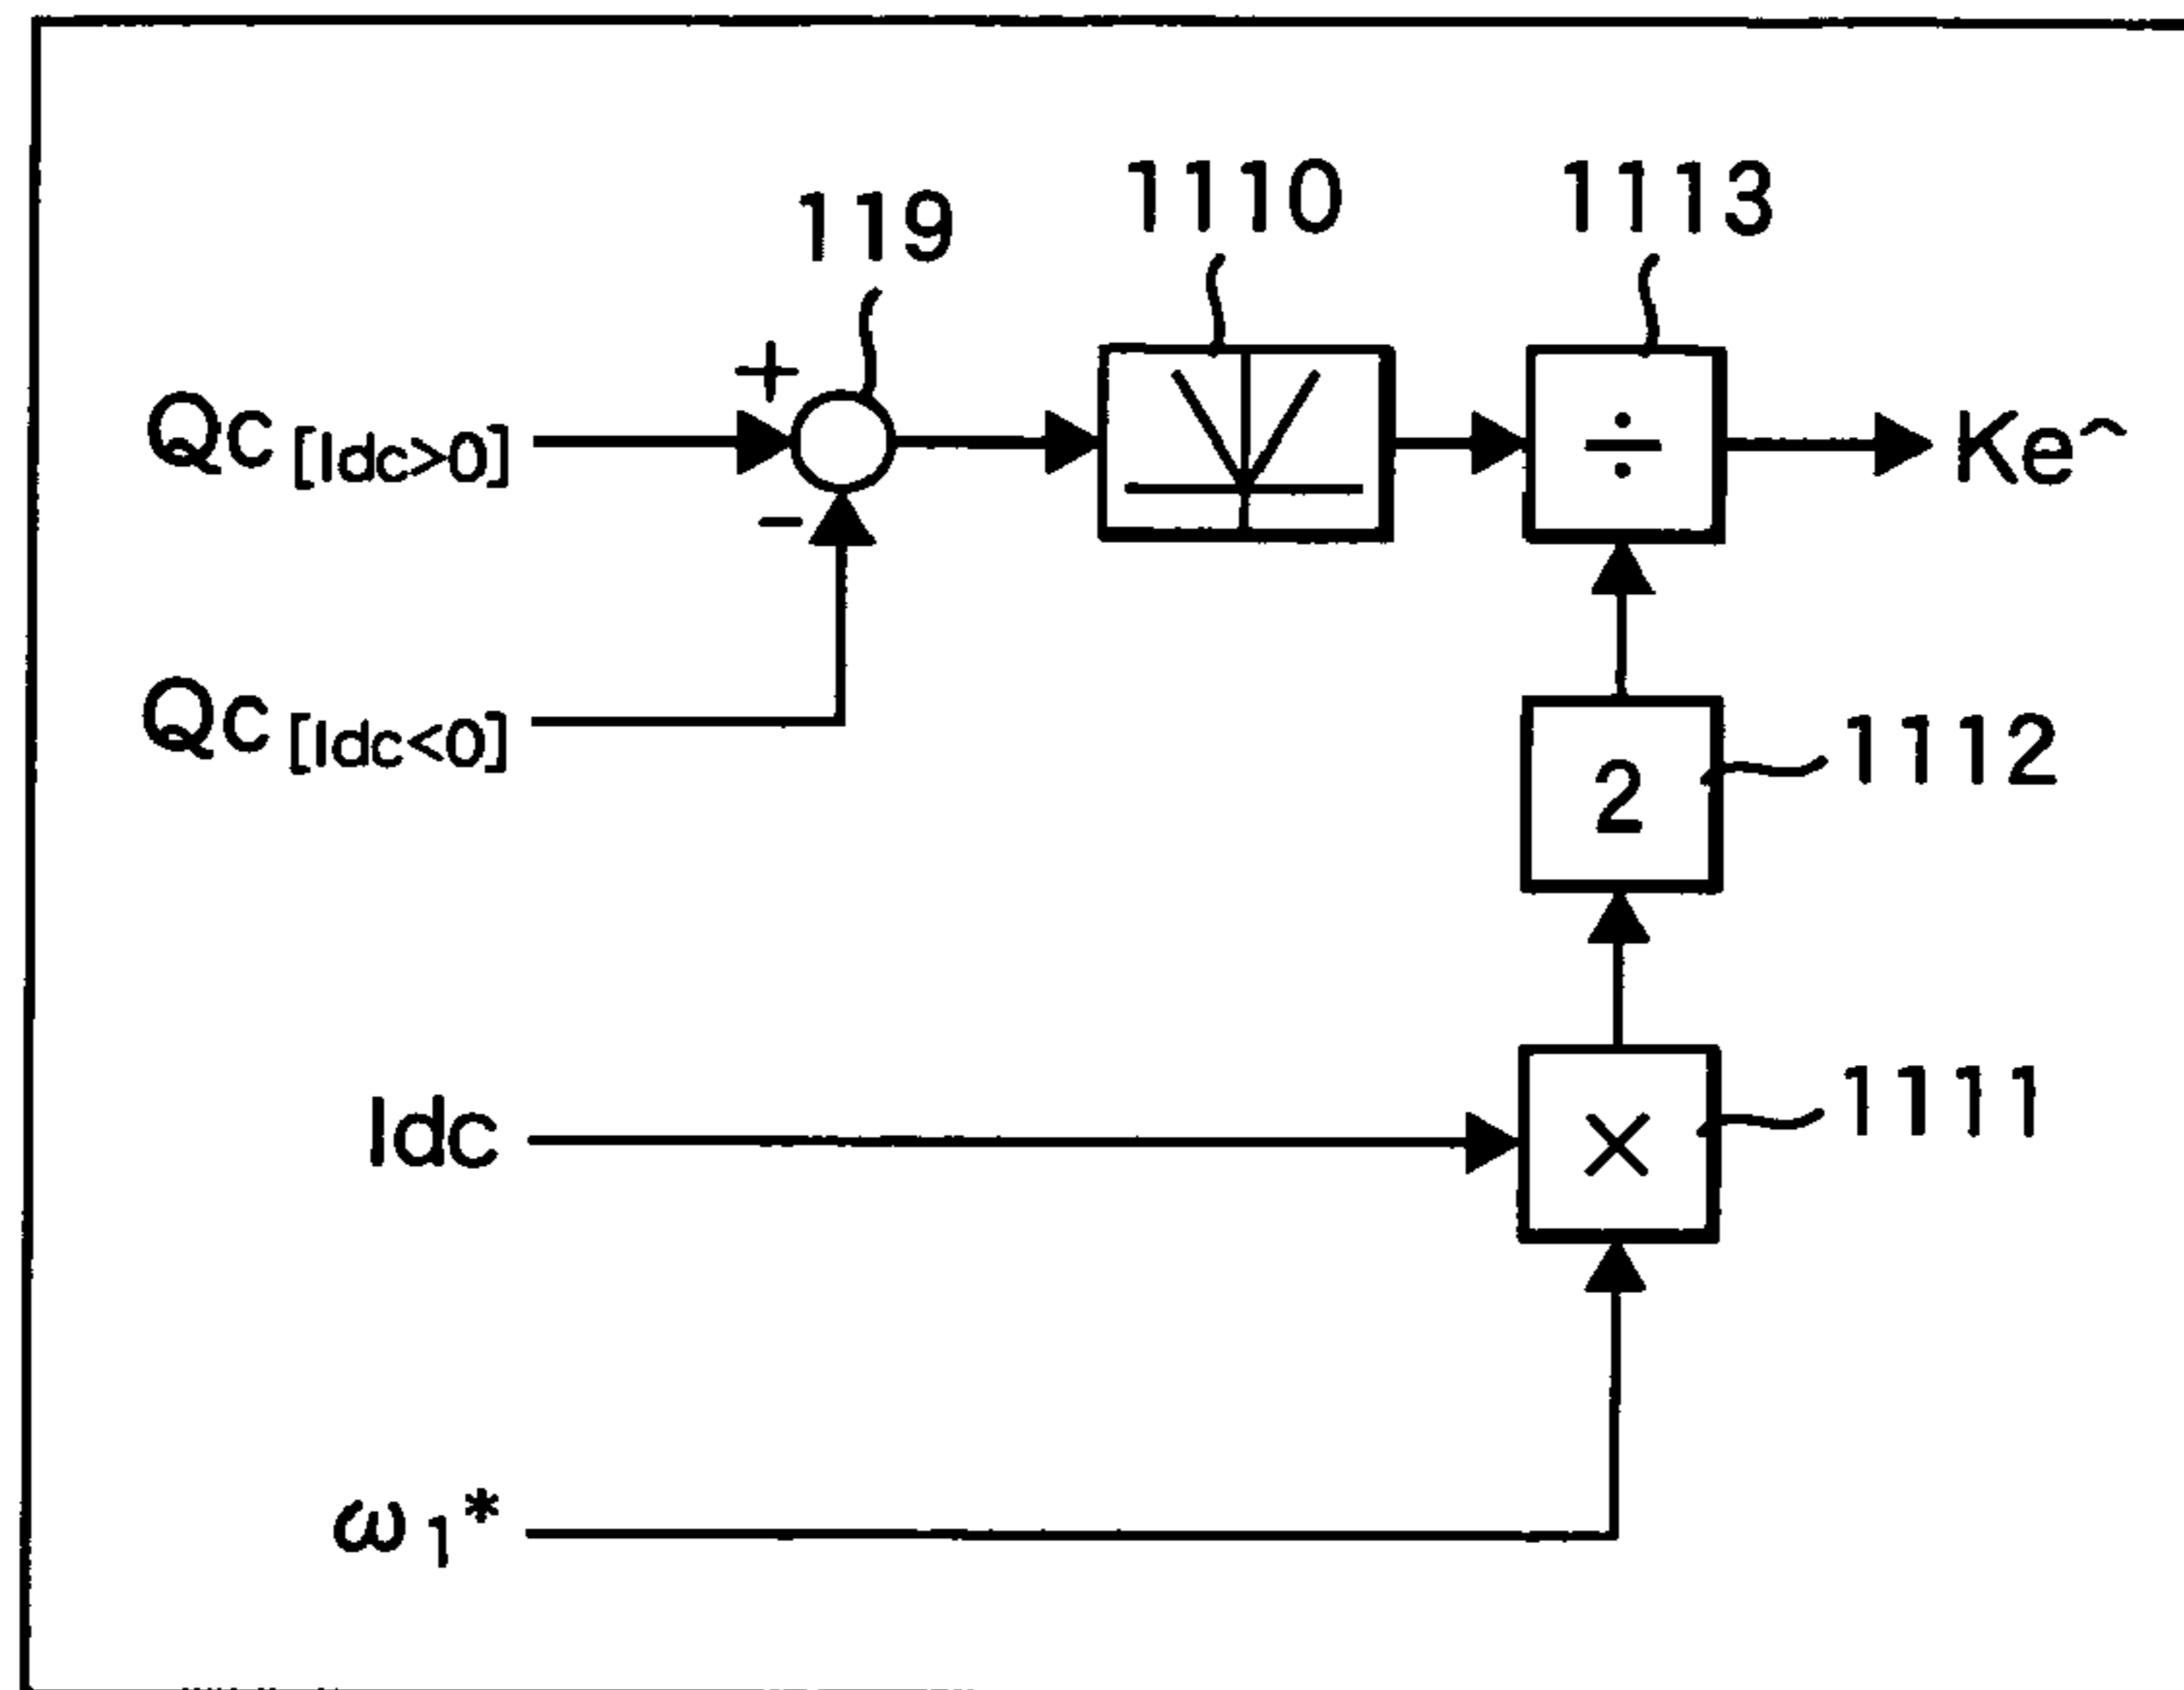 1110
1113
119
+
Qc [Idc>0]
÷
Ke^
−
Qc [Idc<0]
1112
2
1111
Idc
×
ω1*